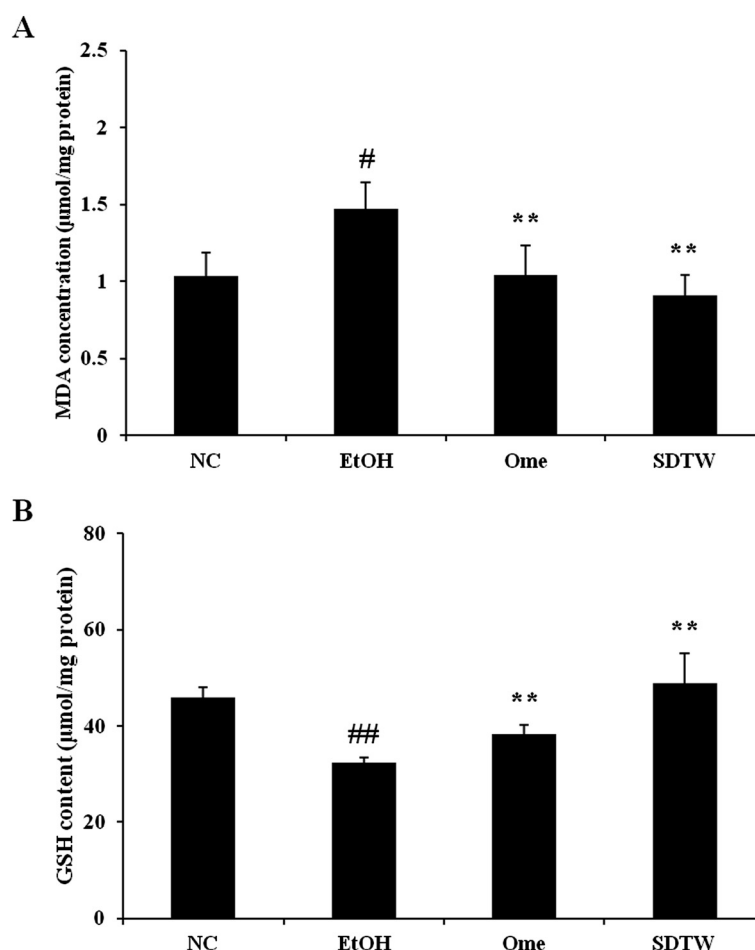 A
MDA concentration (μmol/mg protein)
2.5
2
1.5
1
0.5
0
#
**
**
NC EtOH Ome SDTW
B
GSH content (μmol/mg protein)
80
60
40
20
0
##
**
**
NC EtOH Ome SDTW